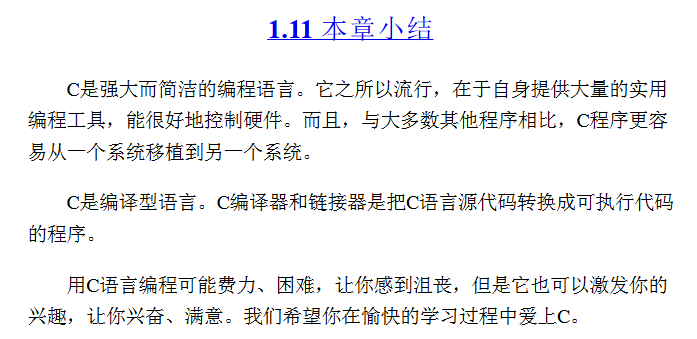 1.11 本章小结
C是强大而简洁的编程语言。它之所以流行，在于自身提供大量的实用
编程工具，能很好地控制硬件。而且，与大多数其他程序相比，C程序更容
易从一个系统移植到另一个系统。
C是编译型语言。C编译器和链接器是把C语言源代码转换成可执行代码
的程序。
用C语言编程可能费力、困难，让你感到沮丧，但是它也可以激发你的
兴趣，让你兴奋、满意。我们希望你在愉快的学习过程中爱上C。